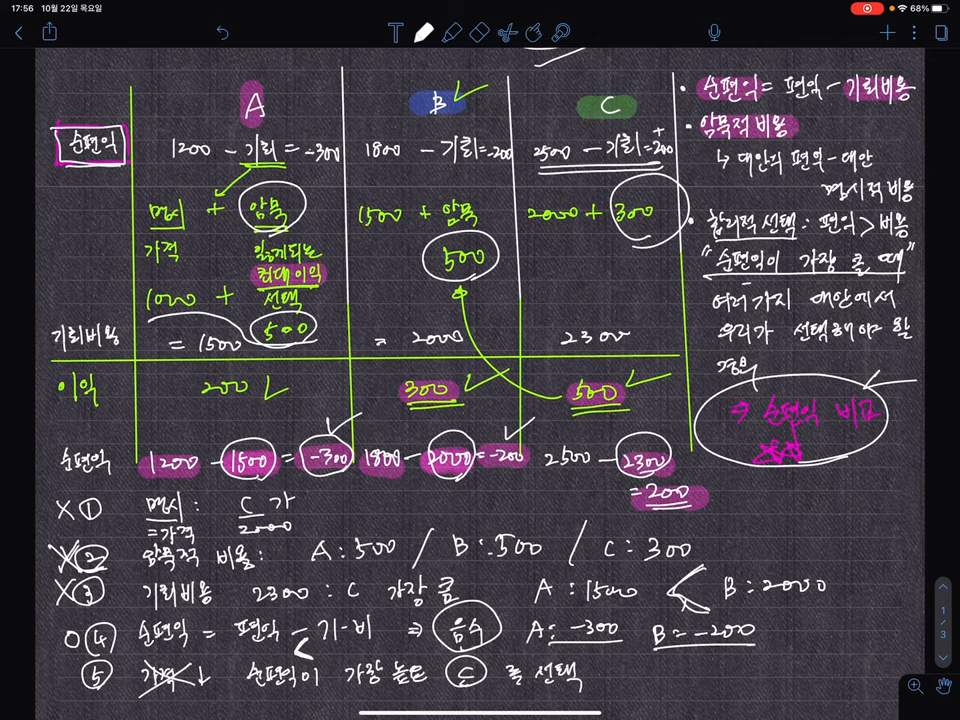 17:56 10월 22일 목요일 68%
A B C
순편익
1200 - 기회 = -300
1800 - 기회 = -200
2500 - 기회 = +200
명시 + 암묵
1500 + 암묵
2000 + 300
가격
잃게되는
최대이익
선택
500
1000 + 500
기회비용 = 1500
= 2000
2300
이익 200 300 500
순편익 1200 - 1500 = -300
1800 - 2000 = -200
2500 - 2300
= 200
· 순편익 = 편익 - 기회비용
· 암묵적 비용
↳ 대안의 편익 - 대안
명시적 비용
· 합리적 선택 : 편익 > 비용
"순편익이 가장 클 때"
여러가지 대안에서
우리가 선택해야 할
경우
⇒ 순편익 비교
X ① 명시 : C 가
=가격 2000
X ② 암묵적 비용 : A : 500 / B : 500 / C : 300
X ③ 기회비용 2300 : C 가장 큼 A : 1500 < B : 2000
O ④ 순편익 = 편익 - 기·비 ⇒ 음수 A = -300 B = -200
<
⑤ 가격 ↓ 순편익이 가장 높은 C 를 선택
1
/
3